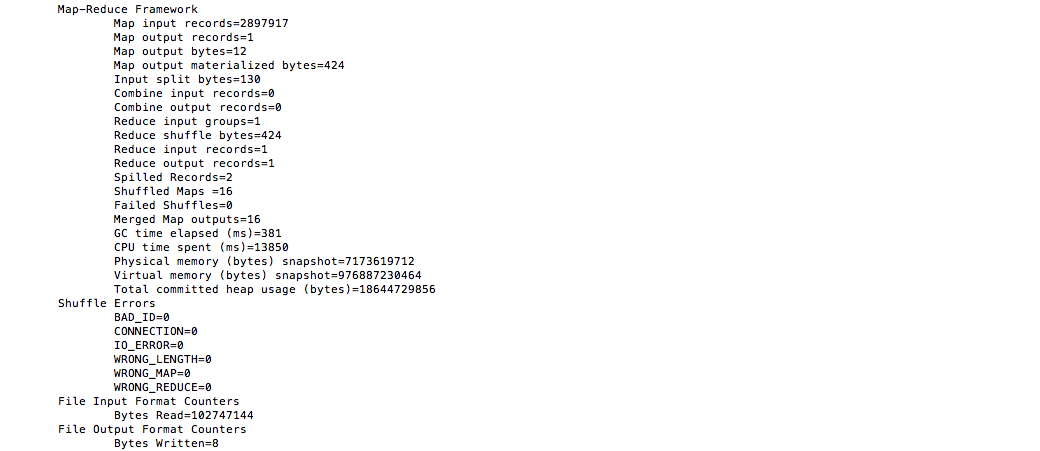 Map-Reduce Framework
Map input records=2897917
Map output records=1
Map output bytes=12
Map output materialized bytes=424
Input split bytes=130
Combine input records=0
Combine output records=0
Reduce input groups=1
Reduce shuffle bytes=424
Reduce input records=1
Reduce output records=1
Spilled Records=2
Shuffled Maps =16
Failed Shuffles=0
Merged Map outputs=16
GC time elapsed (ms)=381
CPU time spent (ms)=13850
Physical memory (bytes) snapshot=7173619712
Virtual memory (bytes) snapshot=976887230464
Total committed heap usage (bytes)=18644729856
Shuffle Errors
BAD_ID=0
CONNECTION=0
IO_ERROR=0
WRONG_LENGTH=0
WRONG_MAP=0
WRONG_REDUCE=0
File Input Format Counters
Bytes Read=102747144
File Output Format Counters
Bytes Written=8